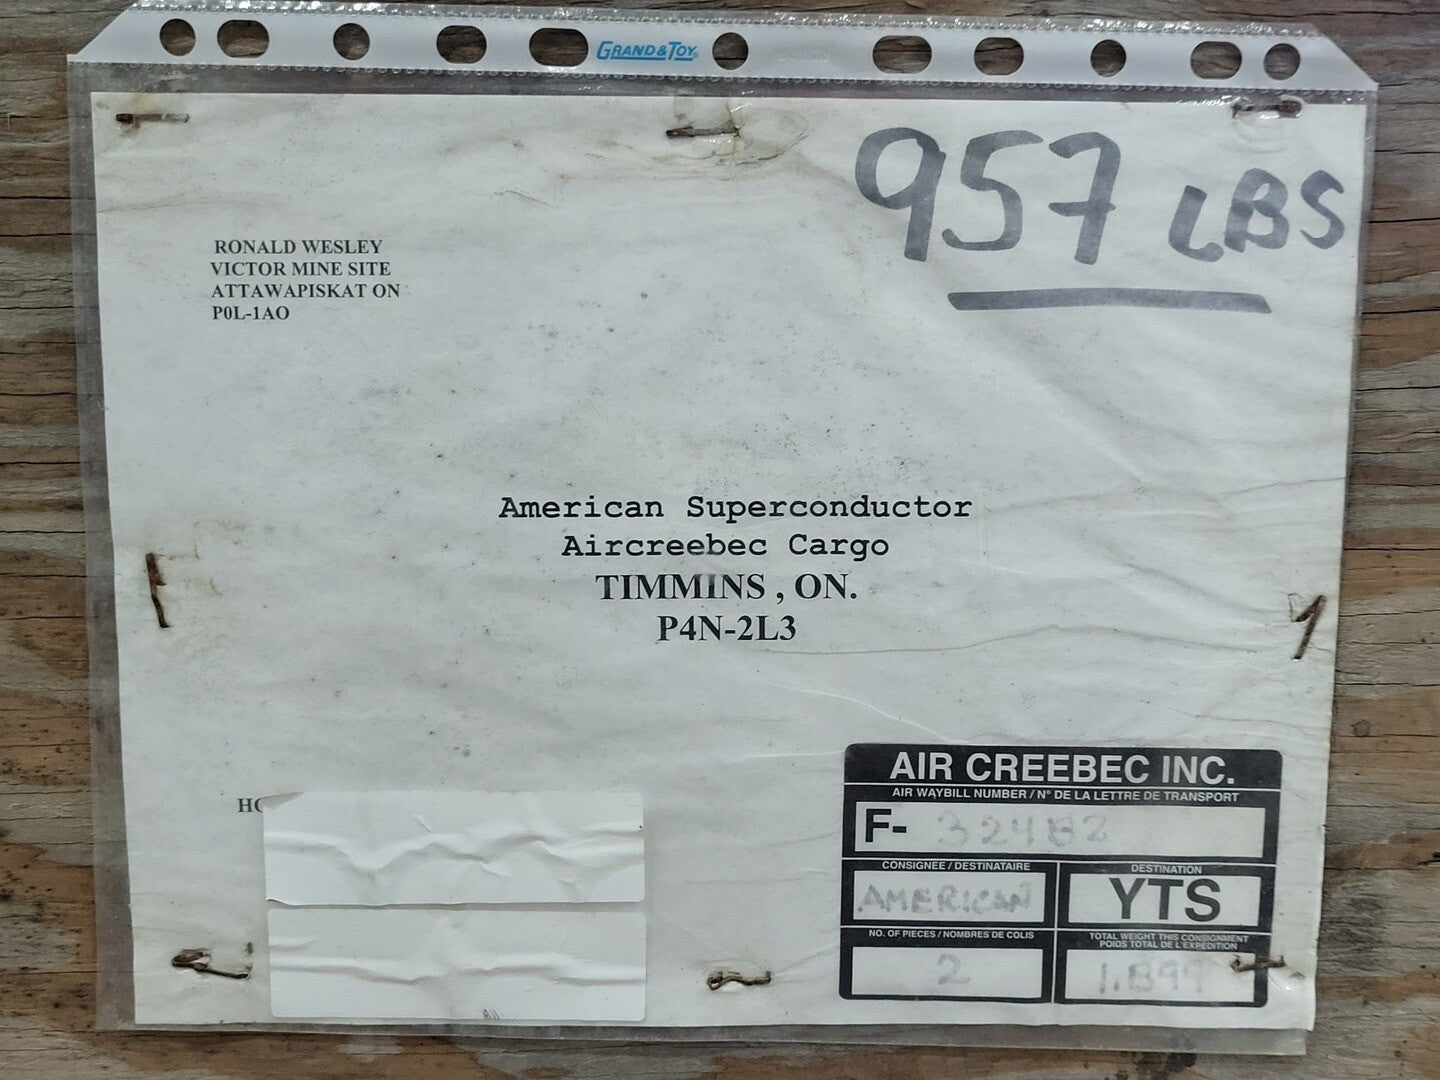 GRAND&TOY
957 LBS
RONALD WESLEY
VICTOR MINE SITE
ATTAWAPISKAT ON
P0L-1AO
American Superconductor
Aircreebec Cargo
TIMMINS , ON.
P4N-2L3
HO
AIR CREEBEC INC.
AIR WAYBILL NUMBER / N° DE LA LETTRE DE TRANSPORT
F-
CONSIGNEE / DESTINATAIRE
AMERICAN
DESTINATION
YTS
NO. OF PIECES / NOMBRES DE COLIS
2
TOTAL WEIGHT THIS CONSIGNMENT
POIDS TOTAL DE L'EXPEDITION